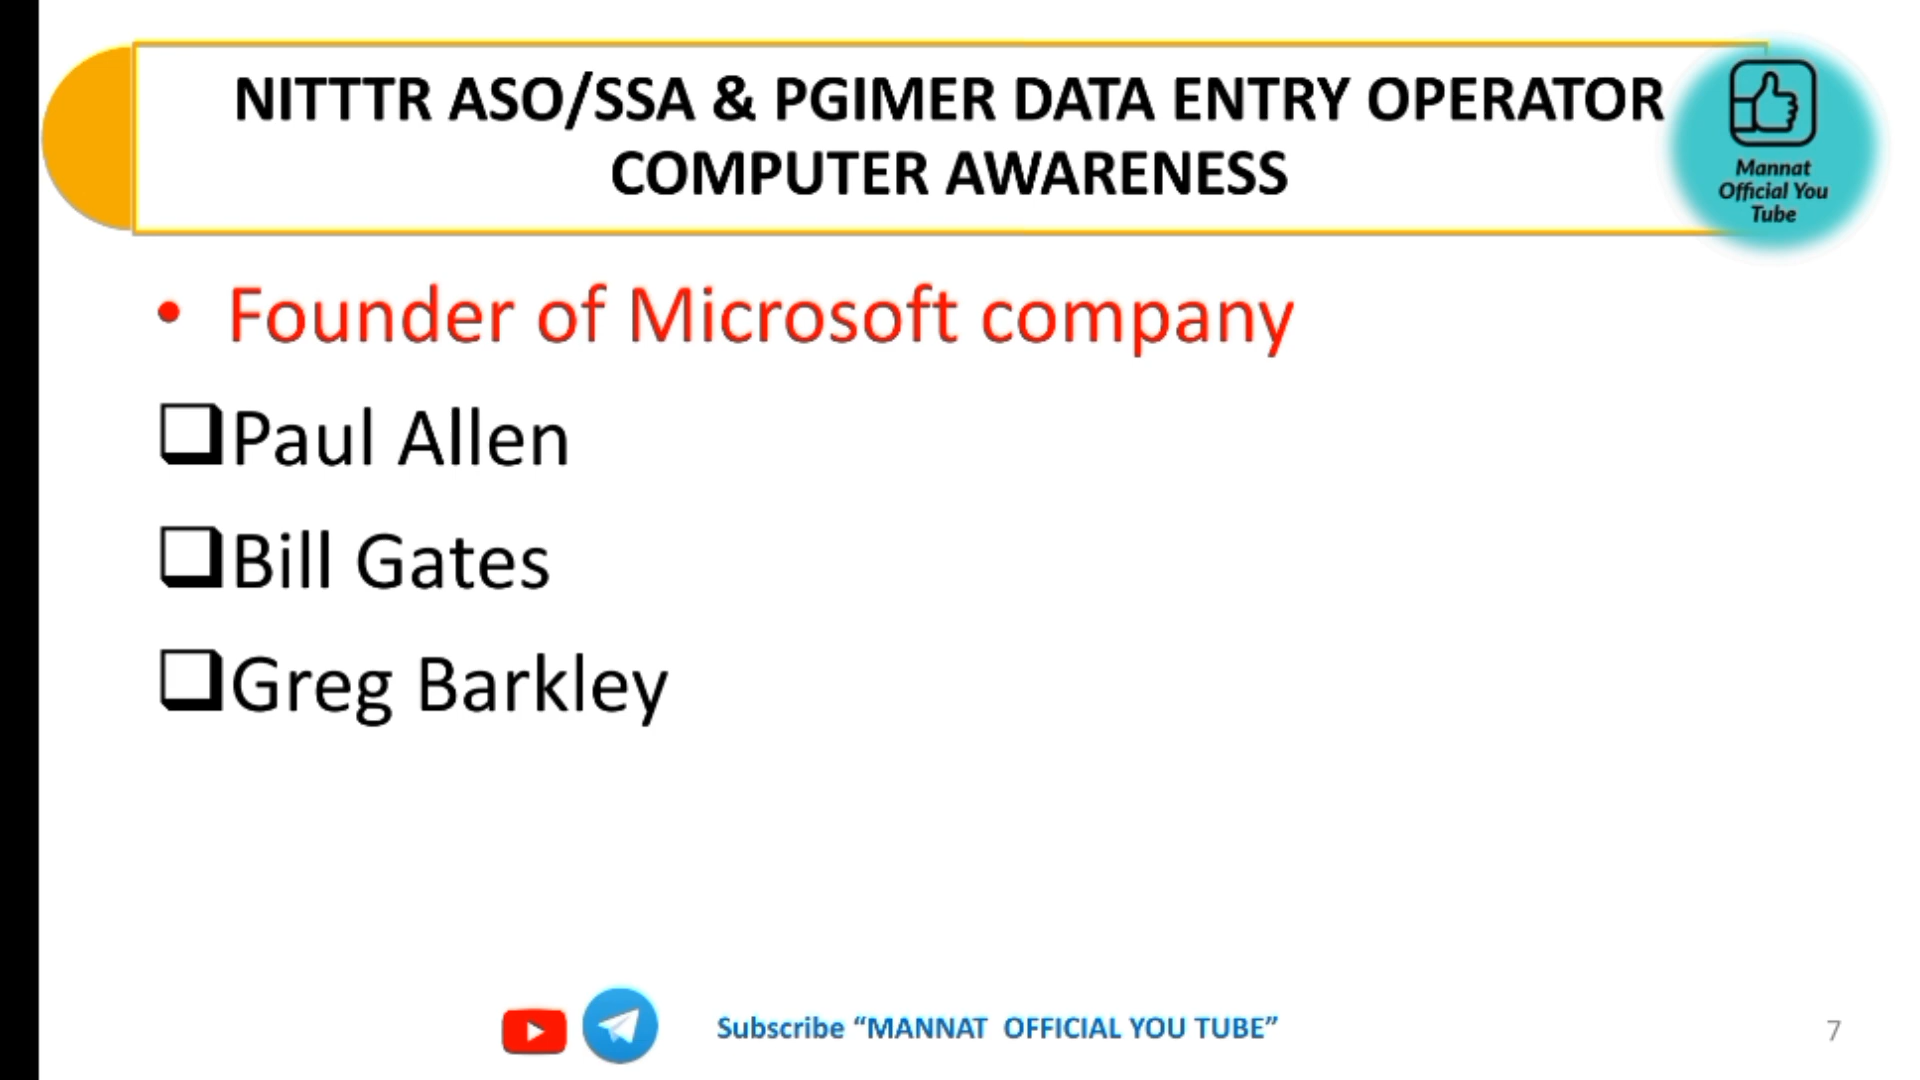 NITTTR ASO/SSA & PGIMER DATA ENTRY OPERATOR
COMPUTER AWARENESS
Mannat
Official You
Tube
• Founder of Microsoft company
❑Paul Allen
❑Bill Gates
❑Greg Barkley
Subscribe “MANNAT OFFICIAL YOU TUBE”
7